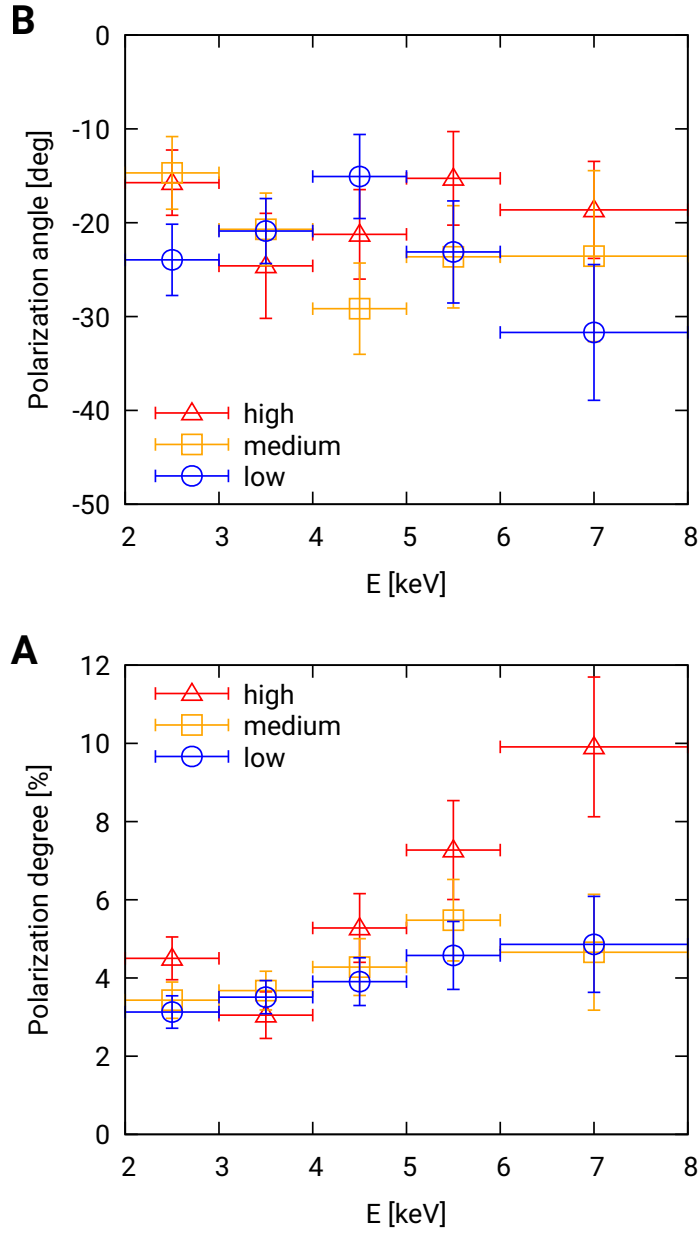 B
0
-10
-20
-30
-40
-50
Polarization angle [deg]
high
medium
low
2 3 4 5 6 7 8
E [keV]
A
12
10
8
6
4
2
0
Polarization degree [%]
high
medium
low
2 3 4 5 6 7 8
E [keV]